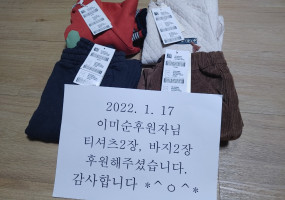 2022. 1. 17
이미순후원자님
티셔츠2장, 바지2장
후원해주셨습니다.
감사합니다 *^o^*